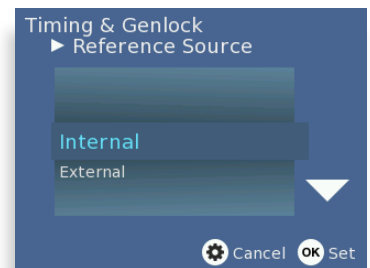 Timing & Genlock
Reference Source
Internal
External
Cancel OK Set